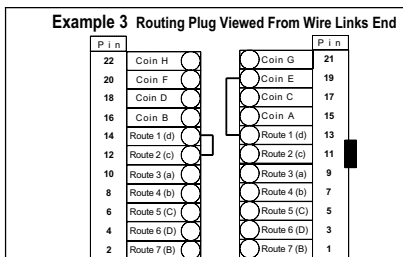 Example 3 Routing Plug Viewed From Wire Links End
Pin Pin
22 Coin H Coin G 21
20 Coin F Coin E 19
18 Coin D Coin C 17
16 Coin B Coin A 15
14 Route 1 (d) Route 1 (d) 13
12 Route 2 (c) Route 2 (c) 11
10 Route 3 (a) Route 3 (a) 9
8 Route 4 (b) Route 4 (b) 7
6 Route 5 (C) Route 5 (C) 5
4 Route 6 (D) Route 6 (D) 3
2 Route 7 (B) Route 7 (B) 1